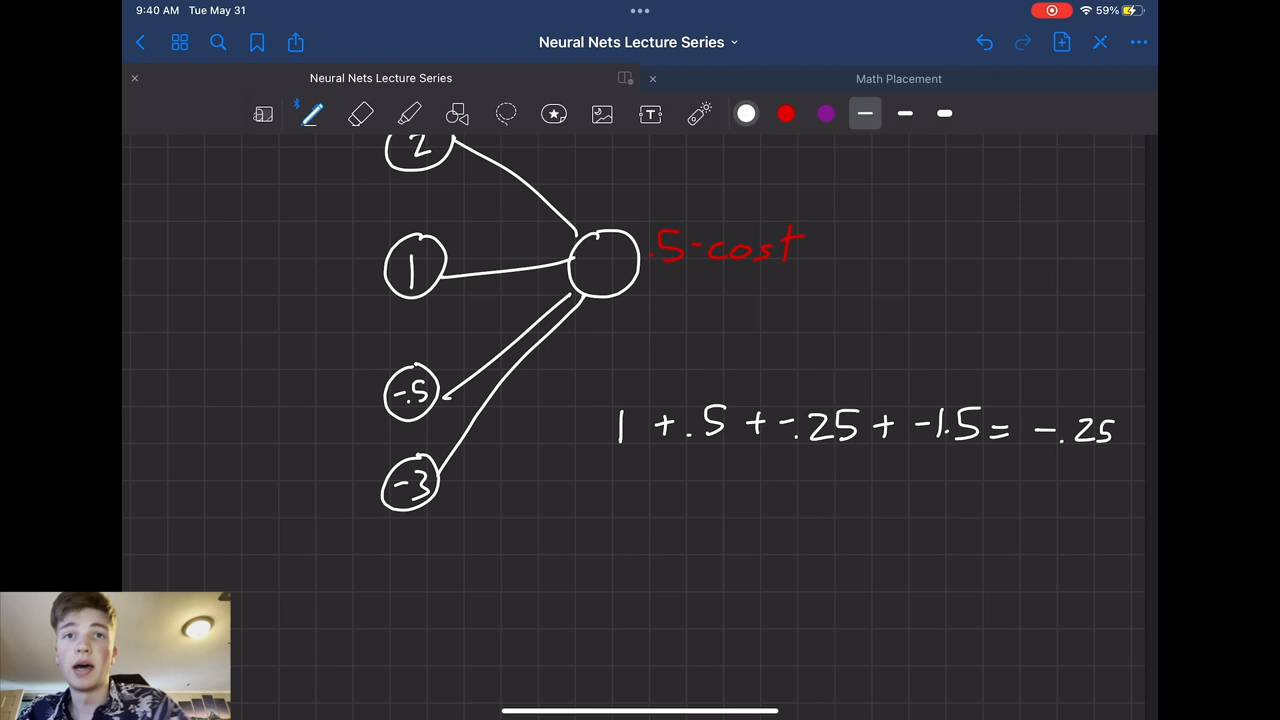 9:40 AM Tue May 31
59%
Neural Nets Lecture Series
Neural Nets Lecture Series
Math Placement
T
2
1
.5-cost
-.5
1 + .5 + -.25 + -1.5 = -.25
-3